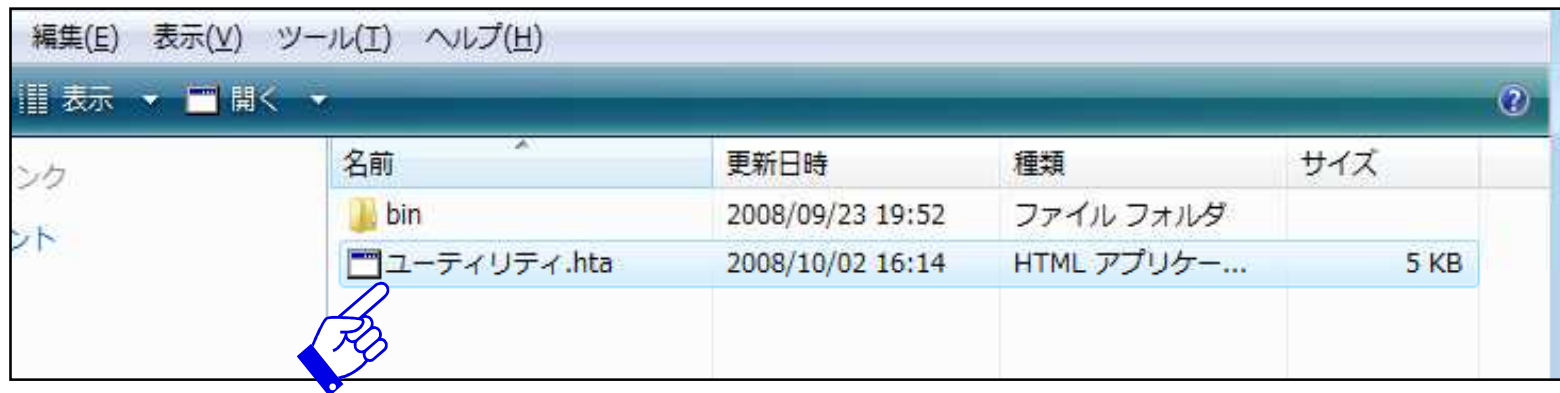 編集(E) 表示(V) ツール(T) ヘルプ(H)
表示 開く
ンク
ント
名前 更新日時 種類 サイズ
bin 2008/09/23 19:52 ファイル フォルダ
ユーティリティ.hta 2008/10/02 16:14 HTML アプリケー... 5 KB